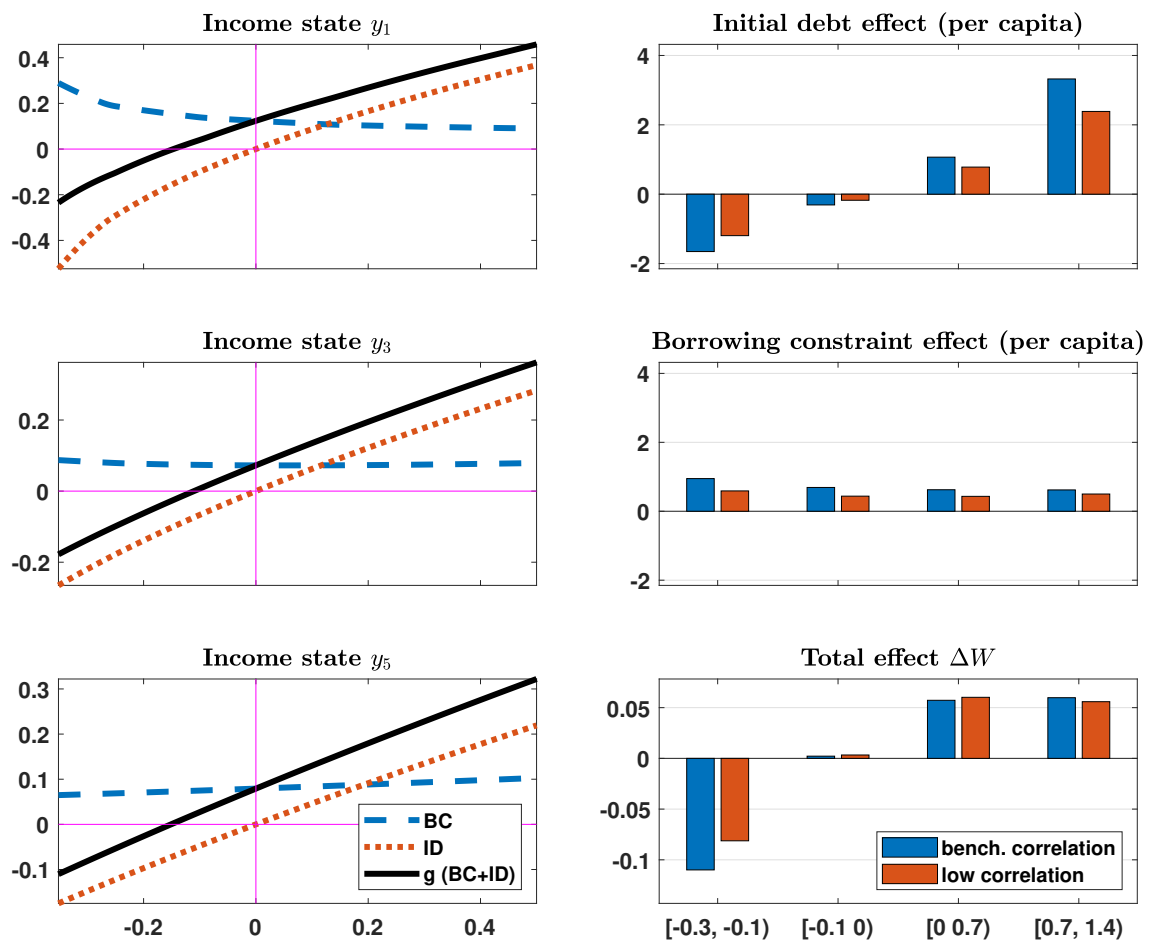 Income state y₁
0.4
0.2
0
-0.2
-0.4
Initial debt effect (per capita)
4
2
0
-2
Income state y₃
0.2
0
-0.2
Borrowing constraint effect (per capita)
4
2
0
-2
Income state y₅
0.3
0.2
0.1
0
-0.1
BC
ID
g (BC+ID)
-0.2 0 0.2 0.4
Total effect ΔW
0.05
0
-0.05
-0.1
bench. correlation
low correlation
[-0.3, -0.1) [-0.1 0) [0 0.7) [0.7, 1.4)